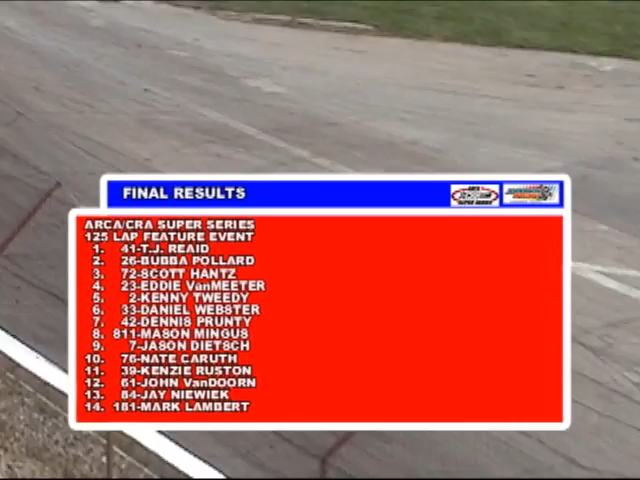 FINAL RESULTS
ARCA/CRA SUPER SERIES
125 LAP FEATURE EVENT
1. 41-T.J. REAID
2. 26-BUBBA POLLARD
3. 72-SCOTT HANTZ
4. 23-EDDIE VanMEETER
5. 2-KENNY TWEEDY
6. 33-DANIEL WEBSTER
7. 42-DENNIS PRUNTY
8. 811-MASON MINGUS
9. 7-JASON DIETSCH
10. 76-NATE CARUTH
11. 39-KENZIE RUSTON
12. 61-JOHN VanDOORN
13. 84-JAY NIEWIEK
14. 181-MARK LAMBERT